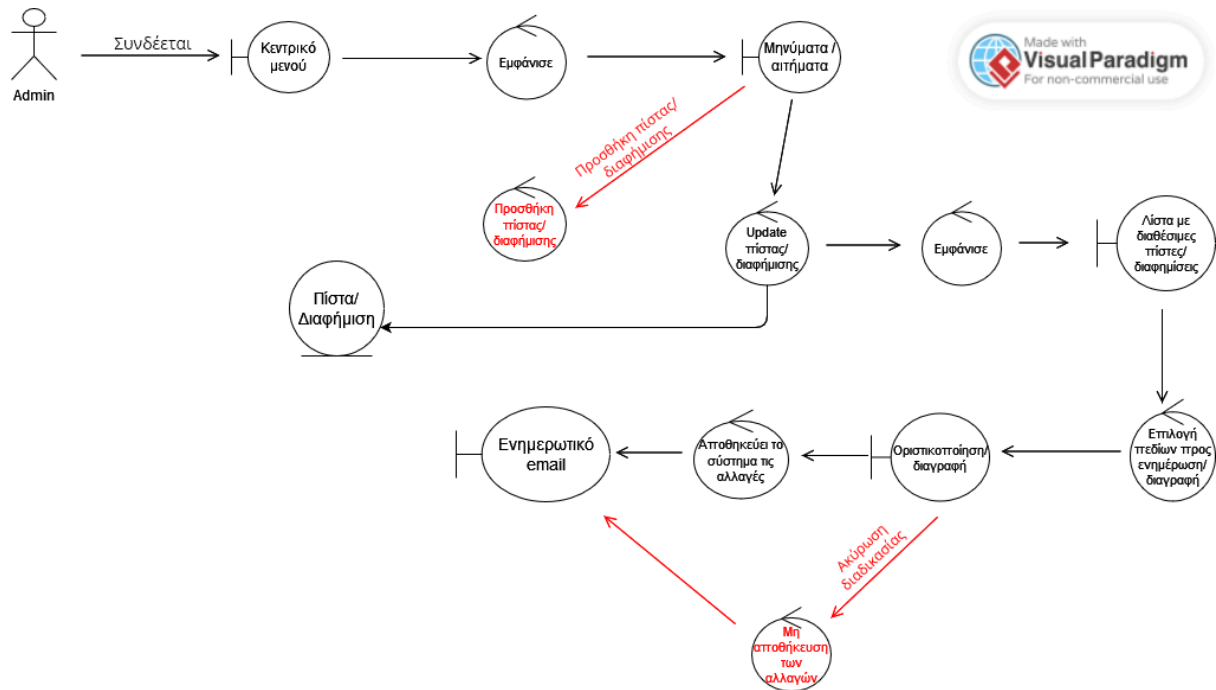 Admin
Συνδέεται
Κεντρικό
μενού
Εμφάνισε
Μηνύματα /
αιτήματα
Made with
VisualParadigm
For non-commercial use
Προσθήκη πίστας/
διαφήμισης
Προσθήκη
πίστας/
διαφήμισης
Update
πίστας/
διαφήμισης
Εμφάνισε
Λίστα με
διαθέσιμες
πίστες/
διαφημίσεις
Πίστα/
Διαφήμιση
Επιλογή
πεδίων προς
ενημέρωση/
διαγραφή
Οριστικοποίηση/
διαγραφή
Αποθηκεύει το
σύστημα τις
αλλαγές
Ενημερωτικό
email
Ακύρωση
διαδικασίας
Μη
αποθήκευση
των
αλλαγών